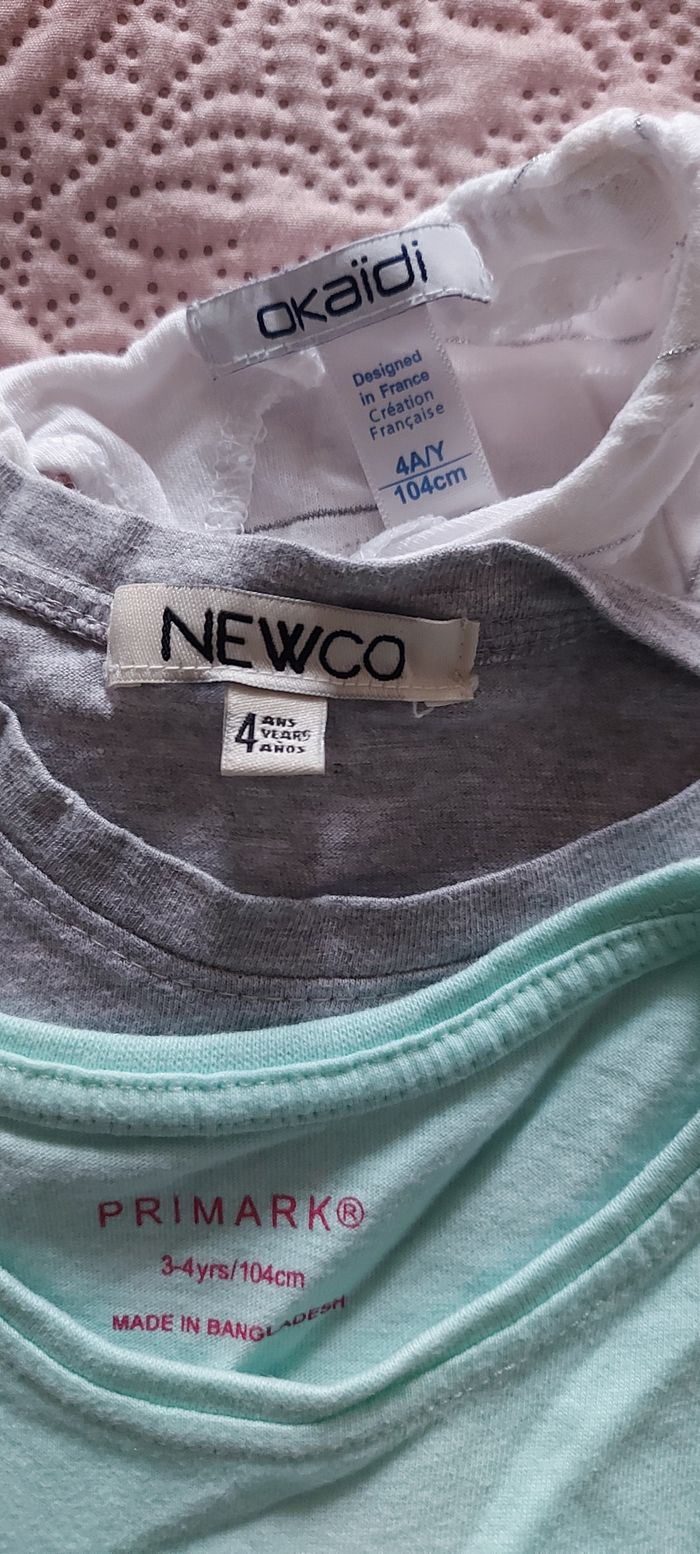 okaïdi
Designed
in France
Création
Française
4A/Y
104cm
NEWCO
4 ANS
YEARS
AÑOS
PRIMARK®
3-4yrs/104cm
MADE IN BANGLADESH